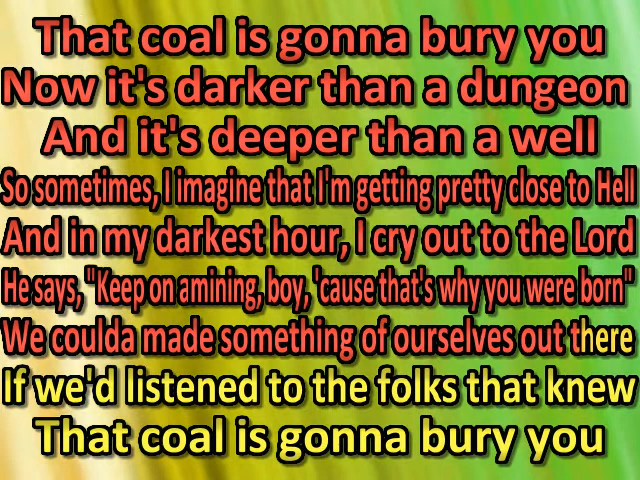 That coal is gonna bury you
Now it's darker than a dungeon
And it's deeper than a well
So sometimes, I imagine that I'm getting pretty close to Hell
And in my darkest hour, I cry out to the Lord
He says, "Keep on amining, boy, 'cause that's why you were born"
We coulda made something of ourselves out there
If we'd listened to the folks that knew
That coal is gonna bury you